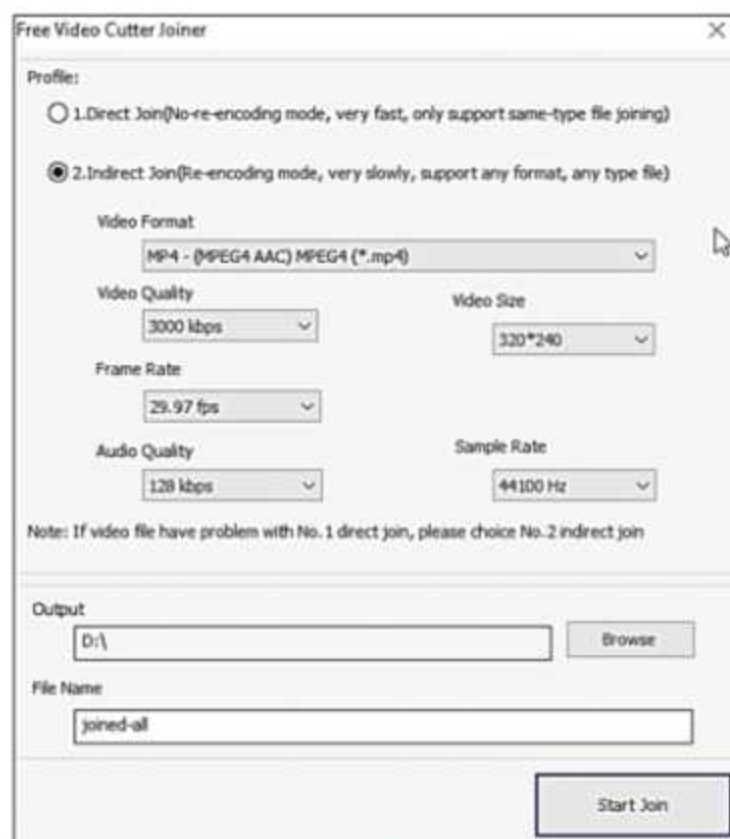 Free Video Cutter Joiner
Profile:
1.Direct Join(No-re-encoding mode, very fast, only support same-type file joining)
2.Indirect Join(Re-encoding mode, very slowly, support any format, any type file)
Video Format
MP4 - (MPEG4 AAC) MPEG4 (*.mp4)
Video Quality
Video Size
3000 kbps
320*240
Frame Rate
29.97 fps
Audio Quality
Sample Rate
128 kbps
44100 Hz
Note: If video file have problem with No.1 direct join, please choice No.2 indirect join
Output
D:\
Browse
File Name
joined-all
Start Join